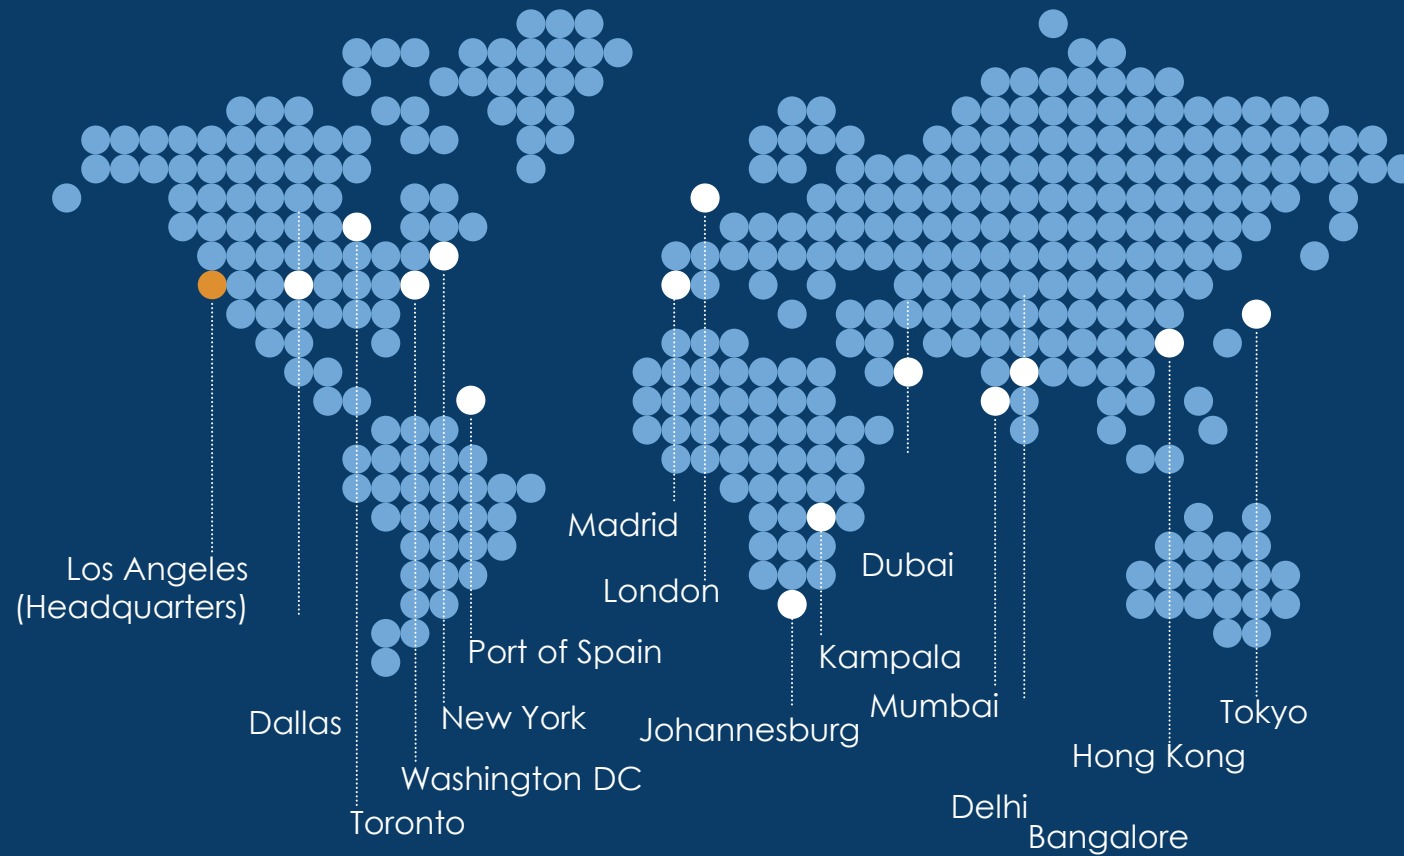 Madrid
Dubai
Los Angeles
(Headquarters)
London
Port of Spain
Kampala
Mumbai
Tokyo
Dallas
New York
Johannesburg
Hong Kong
Washington DC
Delhi
Toronto
Bangalore